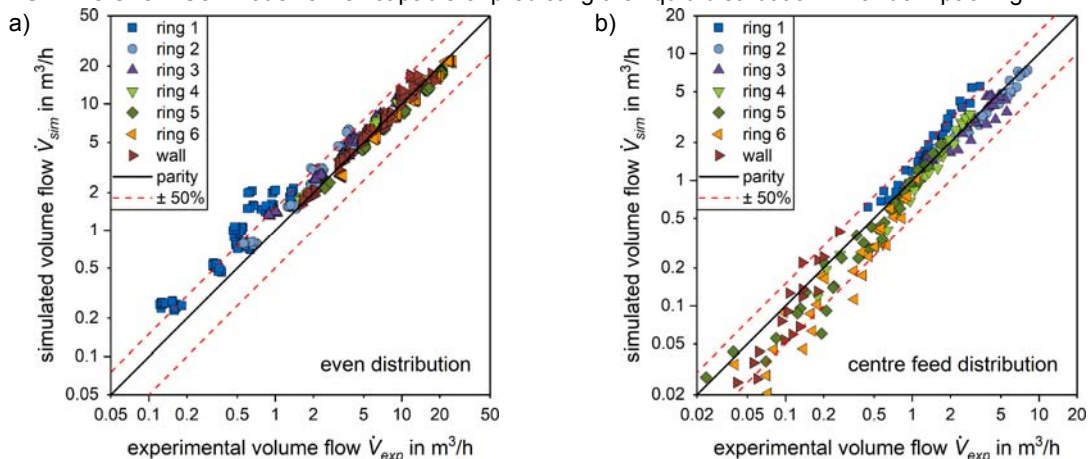 a)
simulated volume flow V̇sim in m³/h
50
20
10
5
2
1
0.5
0.2
0.1
0.05
ring 1
ring 2
ring 3
ring 4
ring 5
ring 6
wall
parity
± 50%
even distribution
0.05 0.1 0.2 0.5 1 2 5 10 20 50
experimental volume flow V̇exp in m³/h
b)
simulated volume flow V̇sim in m³/h
20
10
5
2
1
0.5
0.2
0.1
0.05
0.02
ring 1
ring 2
ring 3
ring 4
ring 5
ring 6
wall
parity
± 50%
centre feed distribution
0.02 0.05 0.1 0.2 0.5 1 2 5 10 20
experimental volume flow V̇exp in m³/h